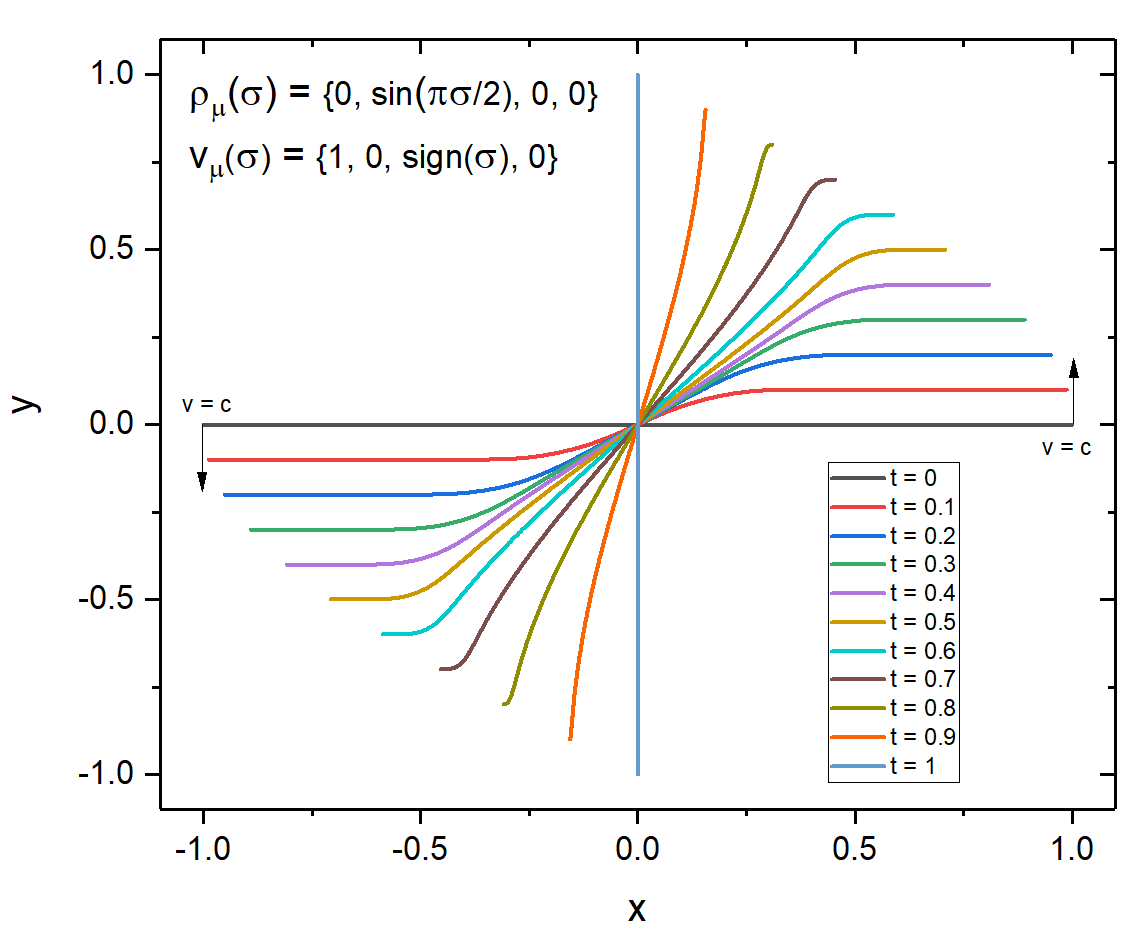 ρμ(σ) = {0, sin(πσ/2), 0, 0}
vμ(σ) = {1, 0, sign(σ), 0}
1.0
0.5
0.0
-0.5
-1.0
y
v = c
v = c
t = 0
t = 0.1
t = 0.2
t = 0.3
t = 0.4
t = 0.5
t = 0.6
t = 0.7
t = 0.8
t = 0.9
t = 1
-1.0 -0.5 0.0 0.5 1.0
x